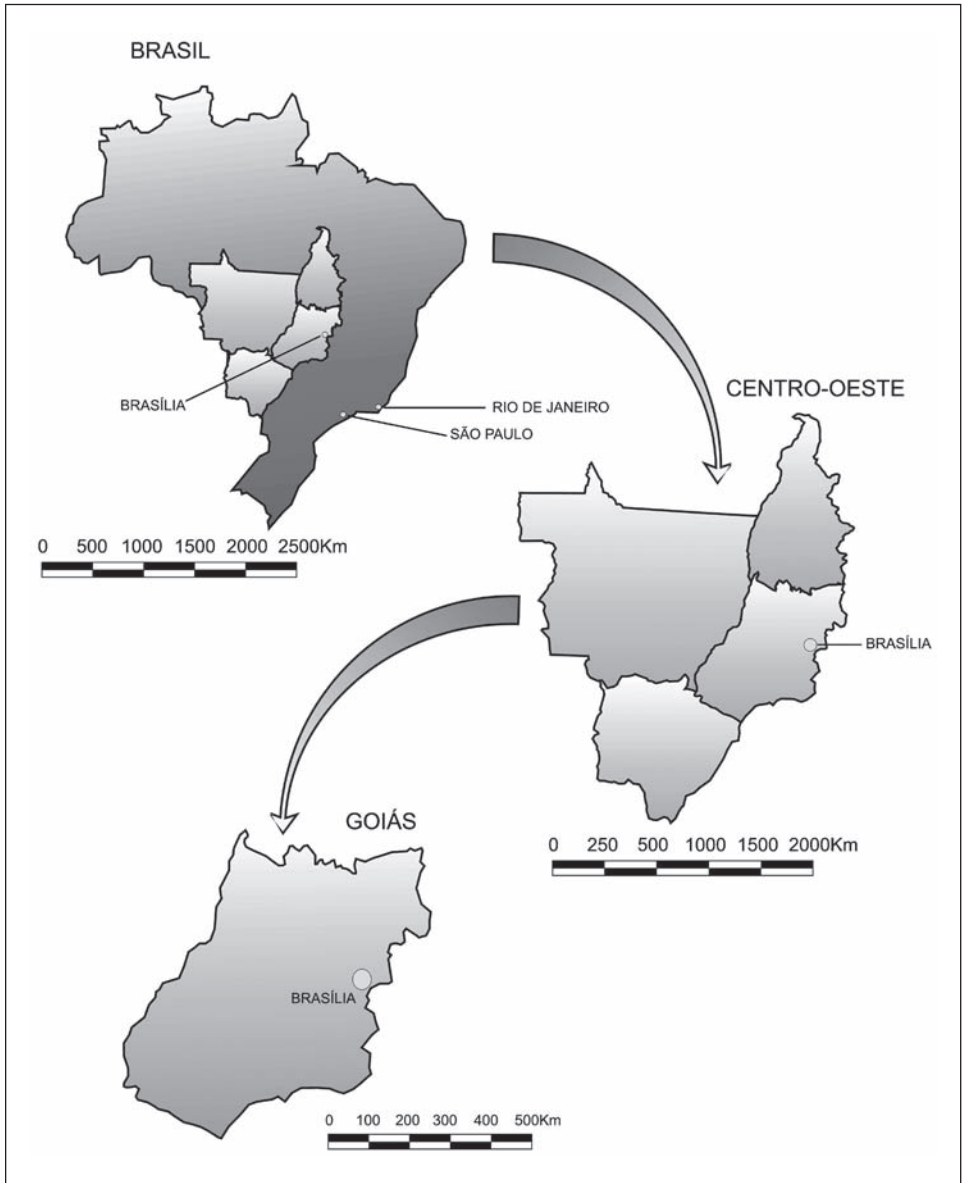 BRASIL
BRASÍLIA
RIO DE JANEIRO
SÃO PAULO
0 500 1000 1500 2000 2500Km
CENTRO-OESTE
BRASÍLIA
0 250 500 1000 1500 2000Km
GOIÁS
BRASÍLIA
0 100 200 300 400 500Km